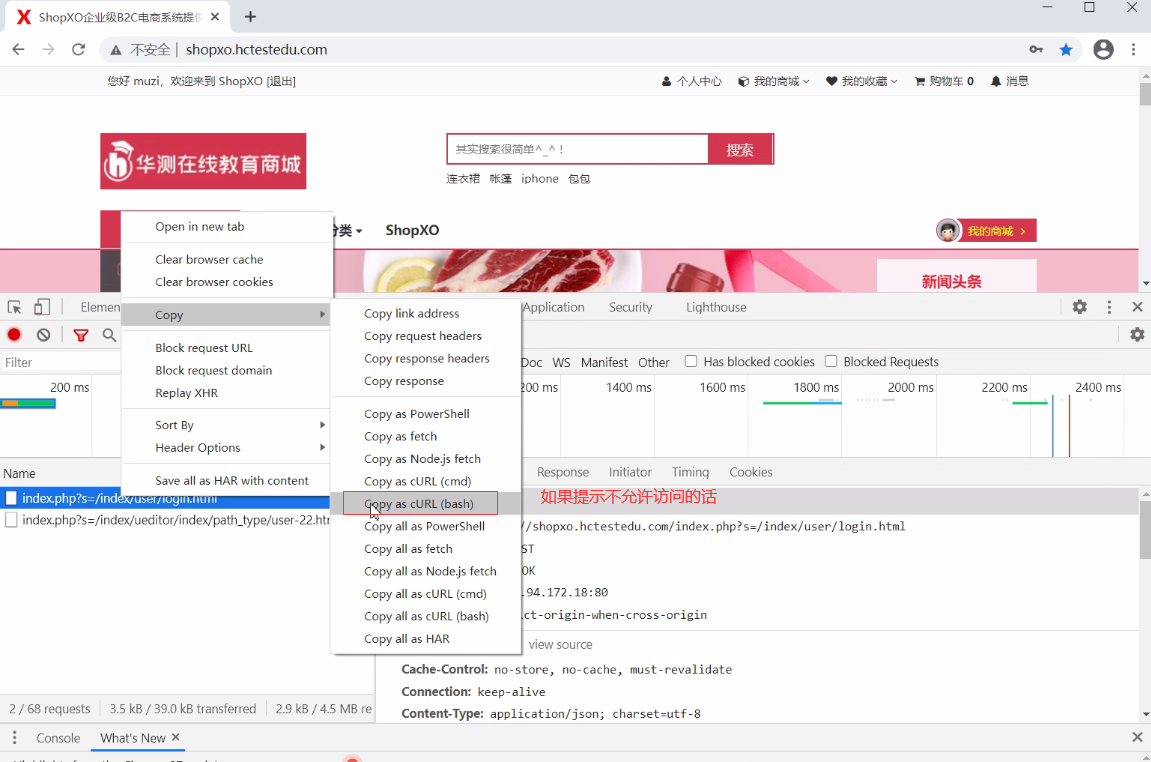 ShopXO企业级B2C电商系统提供
不安全 | shopxo.hctestedu.com
您好 muzi，欢迎来到 ShopXO [退出]
个人中心 我的商城 我的收藏 购物车 0 消息
华测在线教育商城
其实搜索很简单^_^！ 搜索
连衣裙 帐篷 iphone 包包
分类 ShopXO 我的商城 >
新闻头条
Open in new tab
Clear browser cache
Clear browser cookies
Copy
Block request URL
Block request domain
Replay XHR
Sort By
Header Options
Save all as HAR with content
Copy link address
Copy request headers
Copy response headers
Copy response
Copy as PowerShell
Copy as fetch
Copy as Node.js fetch
Copy as cURL (cmd)
Copy as cURL (bash)
Copy all as PowerShell
Copy all as fetch
Copy all as Node.js fetch
Copy all as cURL (cmd)
Copy all as cURL (bash)
Copy all as HAR
Elemen Application Security Lighthouse
Filter Doc WS Manifest Other Has blocked cookies Blocked Requests
200 ms 200 ms 1400 ms 1600 ms 1800 ms 2000 ms 2200 ms 2400 ms
Name Response Initiator Timing Cookies
index.php?s=/index/user/login.html
如果提示不允许访问的话
index.php?s=/index/ueditor/index/path_type/user-22.htm
//shopxo.hctestedu.com/index.php?s=/index/user/login.html
ST
OK
.94.172.18:80
ct-origin-when-cross-origin
view source
Cache-Control: no-store, no-cache, must-revalidate
Connection: keep-alive
Content-Type: application/json; charset=utf-8
2 / 68 requests 3.5 kB / 39.0 kB transferred 2.9 kB / 4.5 MB re
Console What's New